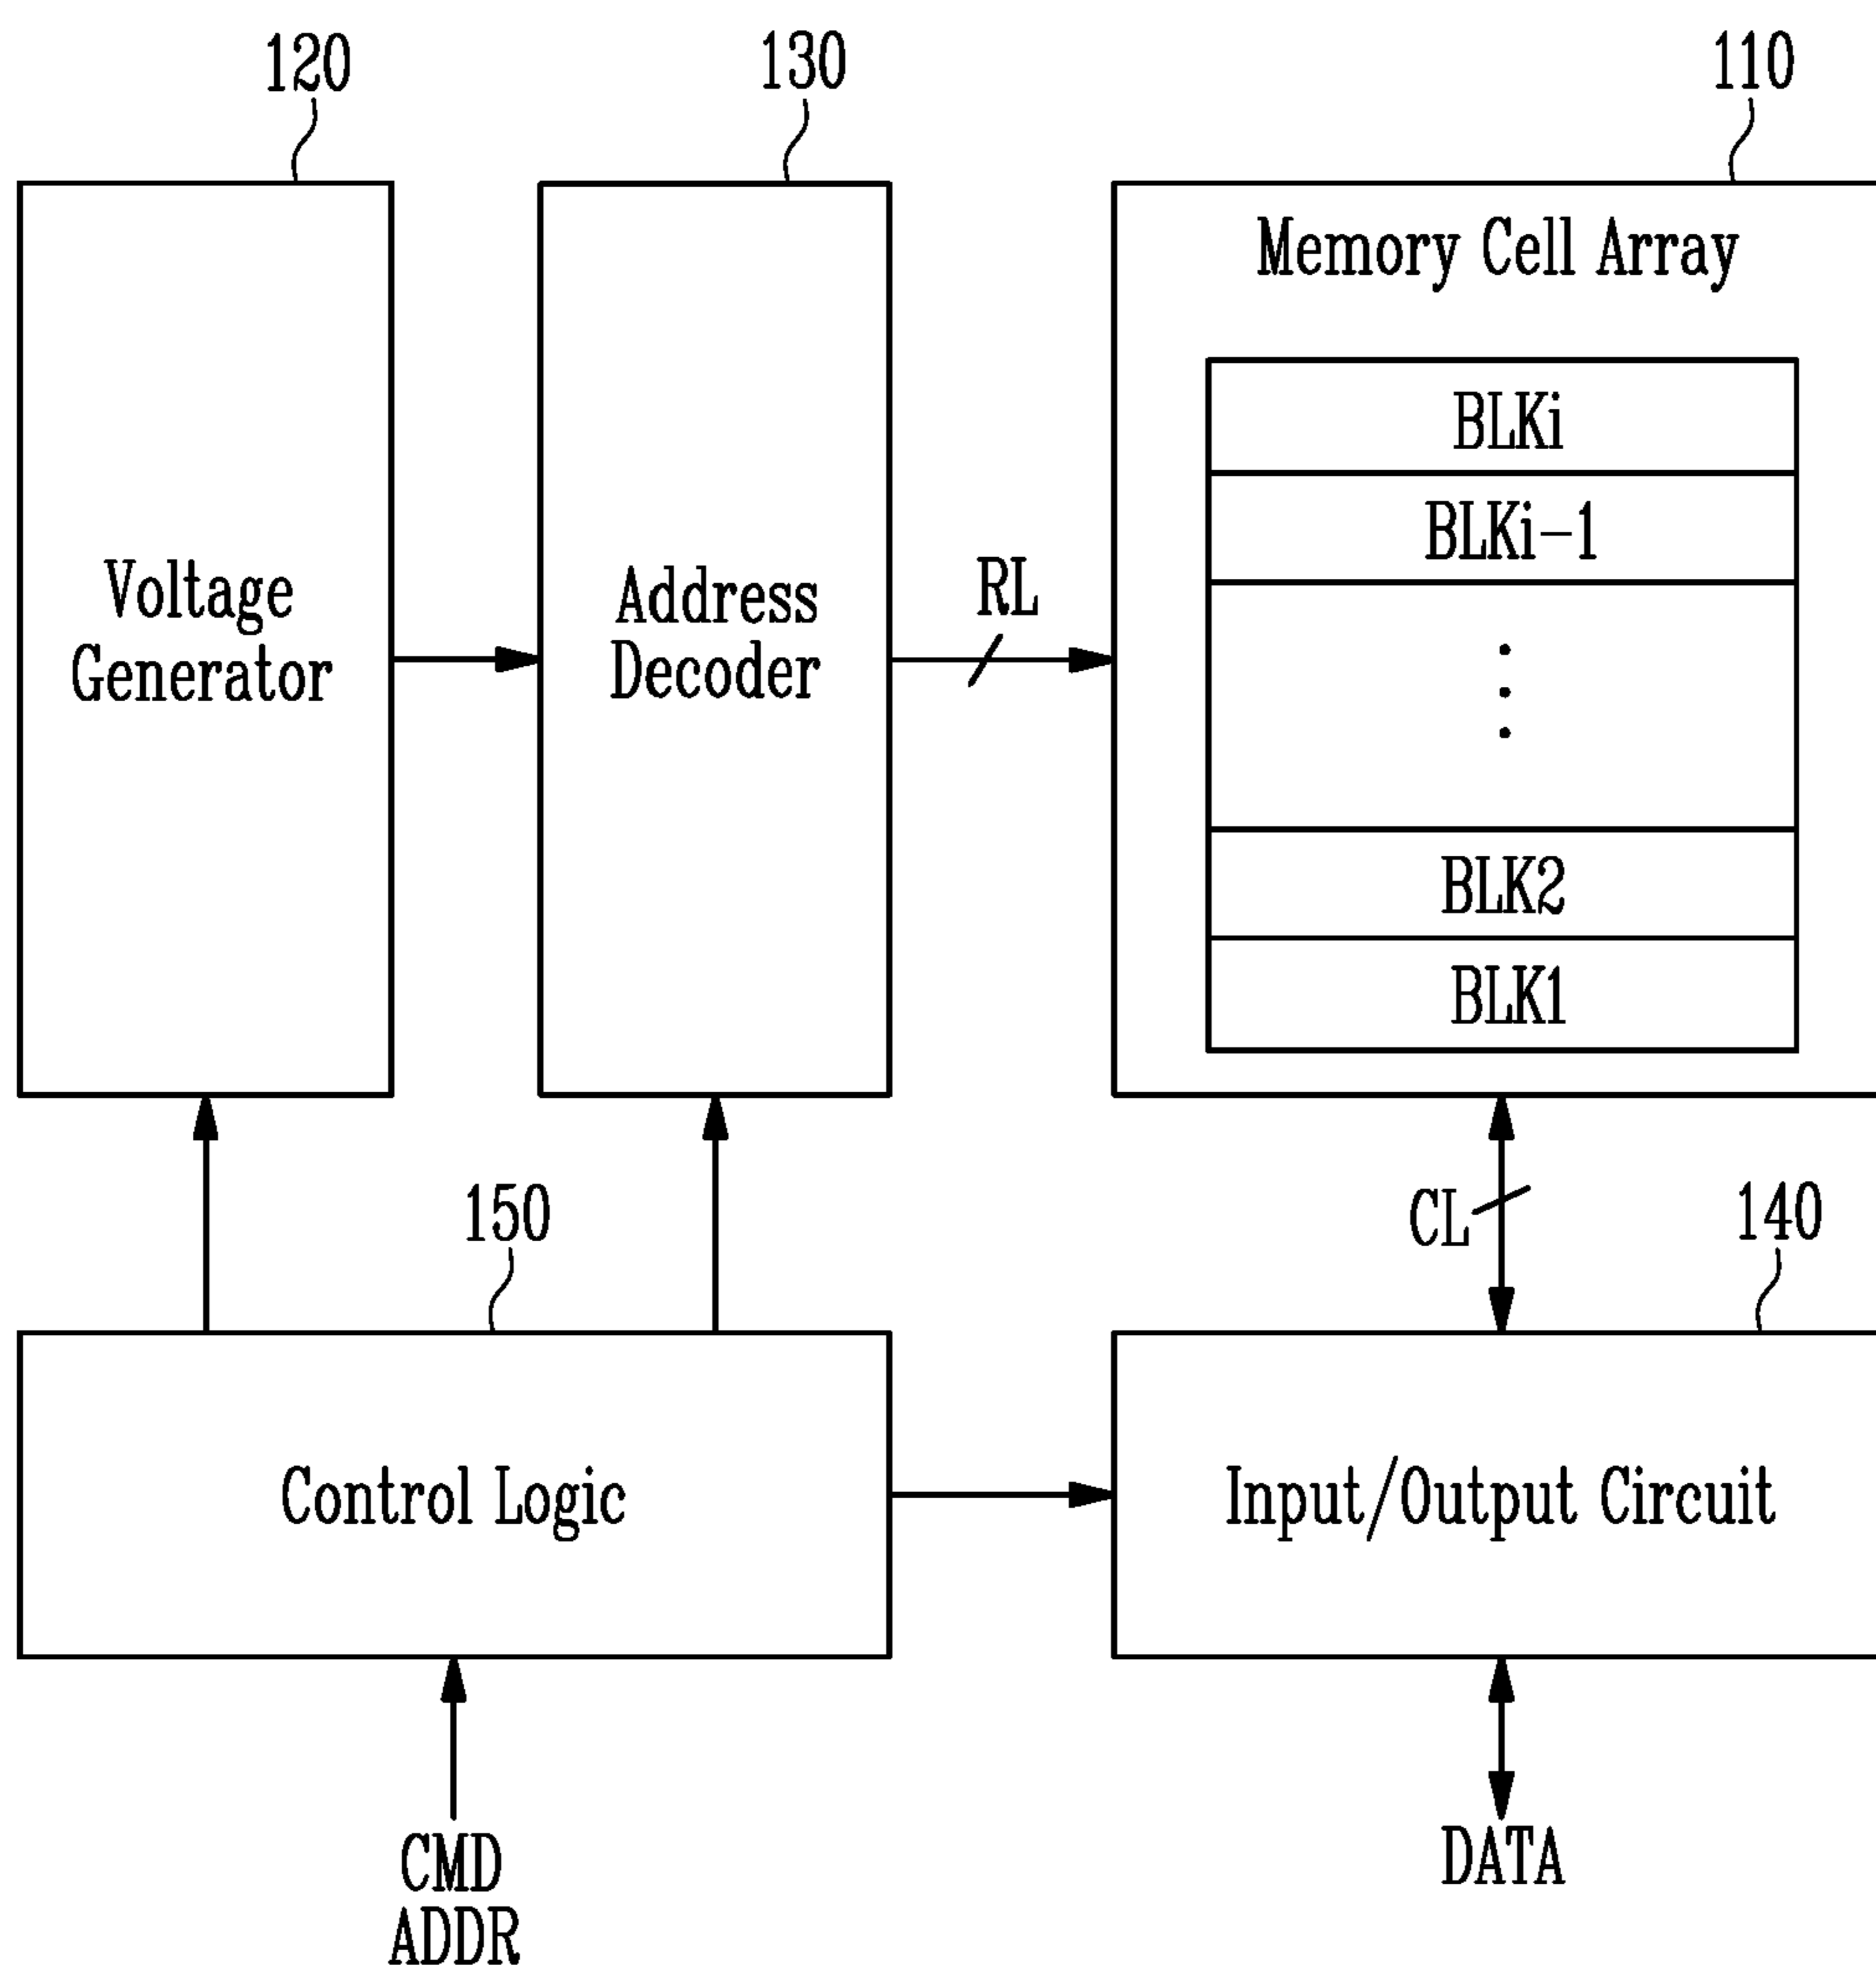 120
130
110
Memory Cell Array
BLKi
BLKi-1
RL
Voltage
Generator
Address
Decoder
BLK2
BLK1
150
CL
140
Control Logic
Input/Output Circuit
CMD
ADDR
DATA